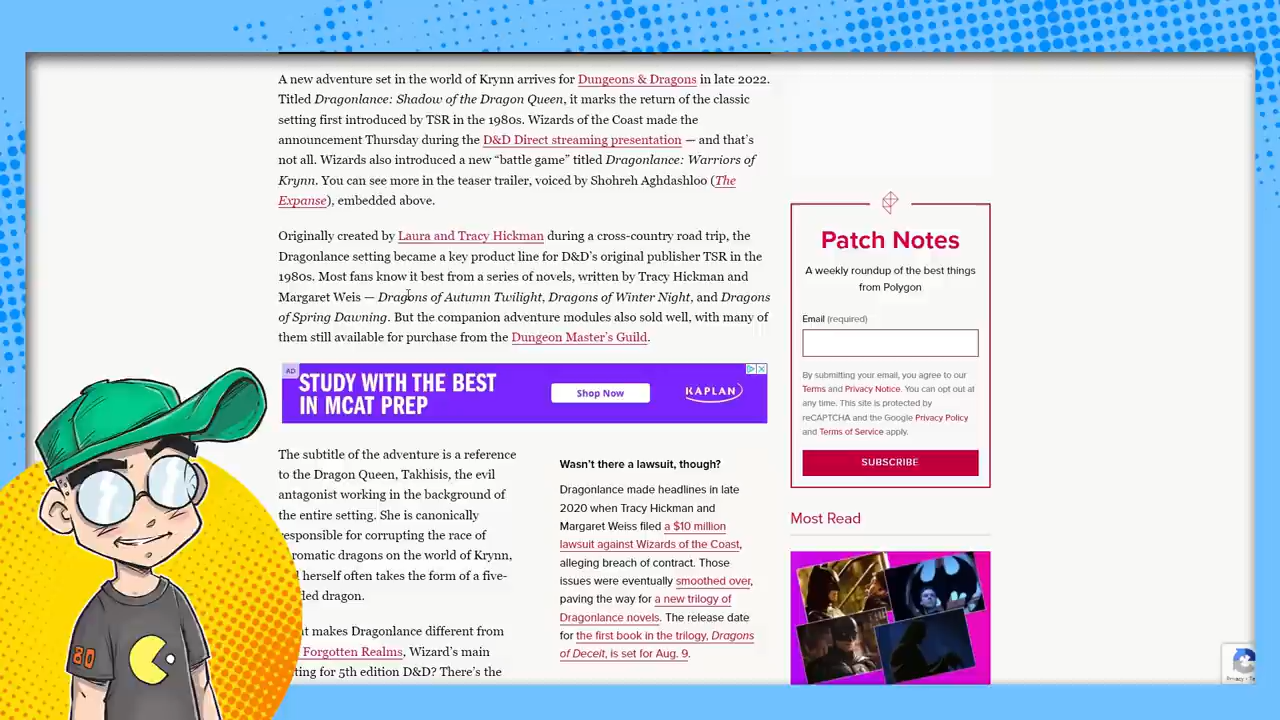 A new adventure set in the world of Krynn arrives for Dungeons & Dragons in late 2022.
Titled Dragonlance: Shadow of the Dragon Queen, it marks the return of the classic
setting first introduced by TSR in the 1980s. Wizards of the Coast made the
announcement Thursday during the D&D Direct streaming presentation — and that's
not all. Wizards also introduced a new “battle game” titled Dragonlance: Warriors of
Krynn. You can see more in the teaser trailer, voiced by Shohreh Aghdashloo (The
Expanse), embedded above.
Originally created by Laura and Tracy Hickman during a cross-country road trip, the
Dragonlance setting became a key product line for D&D's original publisher TSR in the
1980s. Most fans know it best from a series of novels, written by Tracy Hickman and
Margaret Weis — Dragons of Autumn Twilight, Dragons of Winter Night, and Dragons
of Spring Dawning. But the companion adventure modules also sold well, with many of
them still available for purchase from the Dungeon Master's Guild.
AD
STUDY WITH THE BEST
IN MCAT PREP
Shop Now
KAPLAN
The subtitle of the adventure is a reference
to the Dragon Queen, Takhisis, the evil
antagonist working in the background of
the entire setting. She is canonically
responsible for corrupting the race of
romatic dragons on the world of Krynn,
herself often takes the form of a five-
ded dragon.
t makes Dragonlance different from
Forgotten Realms, Wizard's main
ting for 5th edition D&D? There's the
Wasn't there a lawsuit, though?
Dragonlance made headlines in late
2020 when Tracy Hickman and
Margaret Weiss filed a $10 million
lawsuit against Wizards of the Coast,
alleging breach of contract. Those
issues were eventually smoothed over,
paving the way for a new trilogy of
Dragonlance novels. The release date
for the first book in the trilogy, Dragons
of Deceit, is set for Aug. 9.
Patch Notes
A weekly roundup of the best things
from Polygon
Email (required)
By submitting your email, you agree to our
Terms and Privacy Notice. You can opt out at
any time. This site is protected by
reCAPTCHA and the Google Privacy Policy
and Terms of Service apply.
SUBSCRIBE
Most Read
80